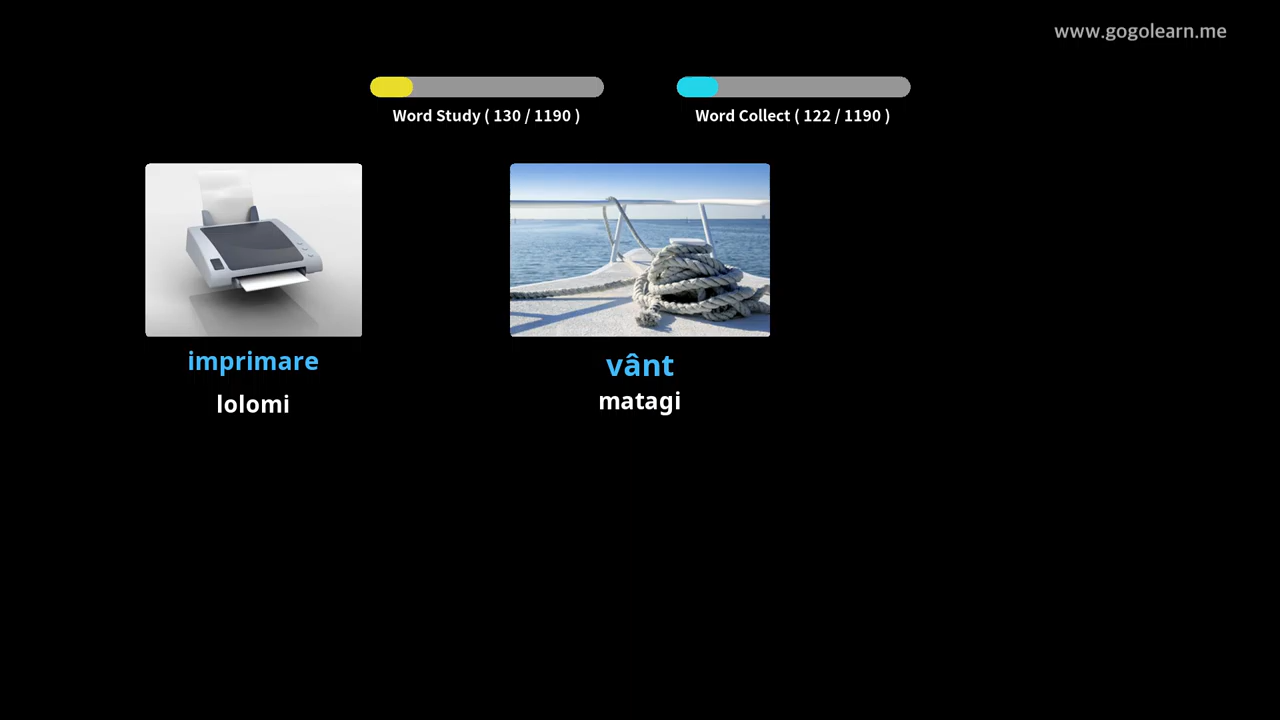 www.gogolearn.me
Word Study ( 130 / 1190 )
Word Collect ( 122 / 1190 )
imprimare
lolomi
vânt
matagi